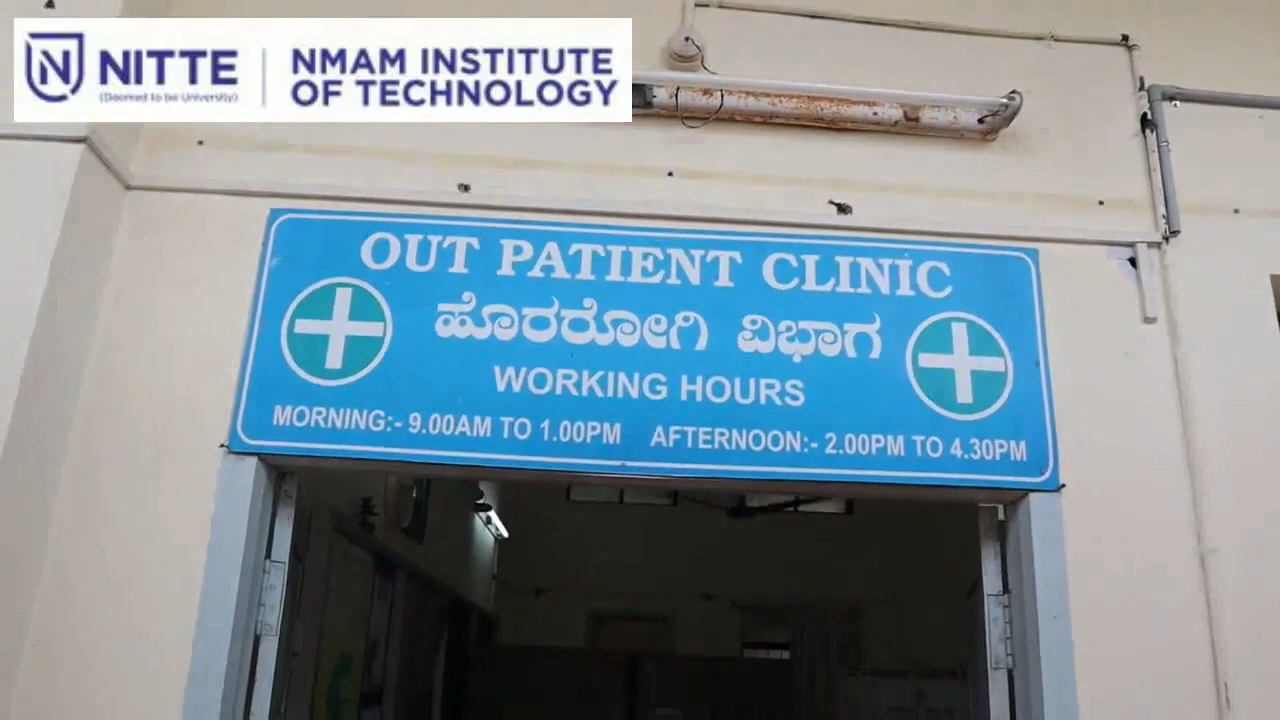 NITTE
(Deemed to be University)
NMAM INSTITUTE
OF TECHNOLOGY
OUT PATIENT CLINIC
ಹೊರರೋಗಿ ವಿಭಾಗ
WORKING HOURS
MORNING:- 9.00AM TO 1.00PM AFTERNOON:- 2.00PM TO 4.30PM